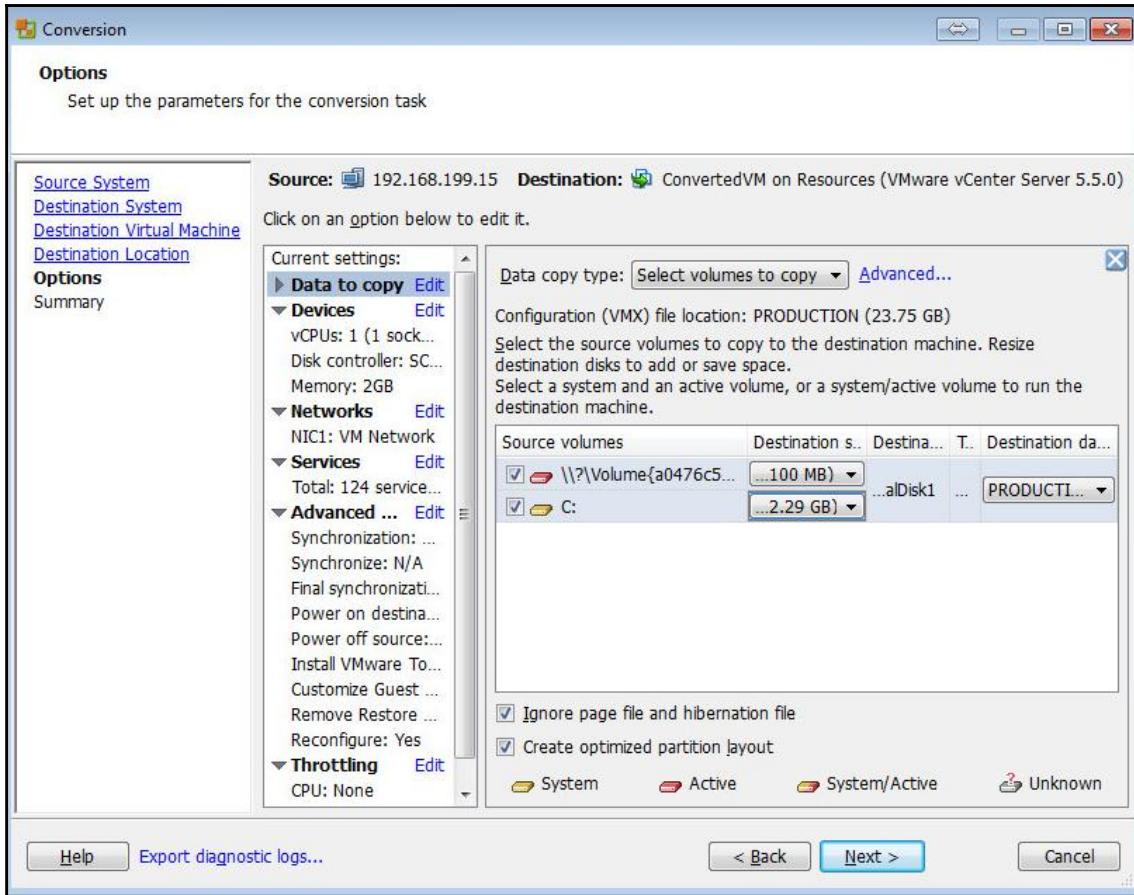 Conversion
Options
Set up the parameters for the conversion task
Source System
Destination System
Destination Virtual Machine
Destination Location
Options
Summary
Source: 192.168.199.15 Destination: ConvertedVM on Resources (VMware vCenter Server 5.5.0)
Click on an option below to edit it.
Current settings:
Data to copy Edit
Devices Edit
vCPUs: 1 (1 sock...
Disk controller: SC...
Memory: 2GB
Networks Edit
NIC1: VM Network
Services Edit
Total: 124 service...
Advanced ... Edit
Synchronization: ...
Synchronize: N/A
Final synchronizati...
Power on destina...
Power off source:...
Install VMware To...
Customize Guest ...
Remove Restore ...
Reconfigure: Yes
Throttling Edit
CPU: None
Data copy type: Select volumes to copy Advanced...
Configuration (VMX) file location: PRODUCTION (23.75 GB)
Select the source volumes to copy to the destination machine. Resize
destination disks to add or save space.
Select a system and an active volume, or a system/active volume to run the
destination machine.
Source volumes Destination s.. Destina... T.. Destination da...
\\?\Volume{a0476c5... ...100 MB)
...alDisk1 ... PRODUCTI...
C: ...2.29 GB)
Ignore page file and hibernation file
Create optimized partition layout
System Active System/Active Unknown
Help Export diagnostic logs... < Back Next > Cancel